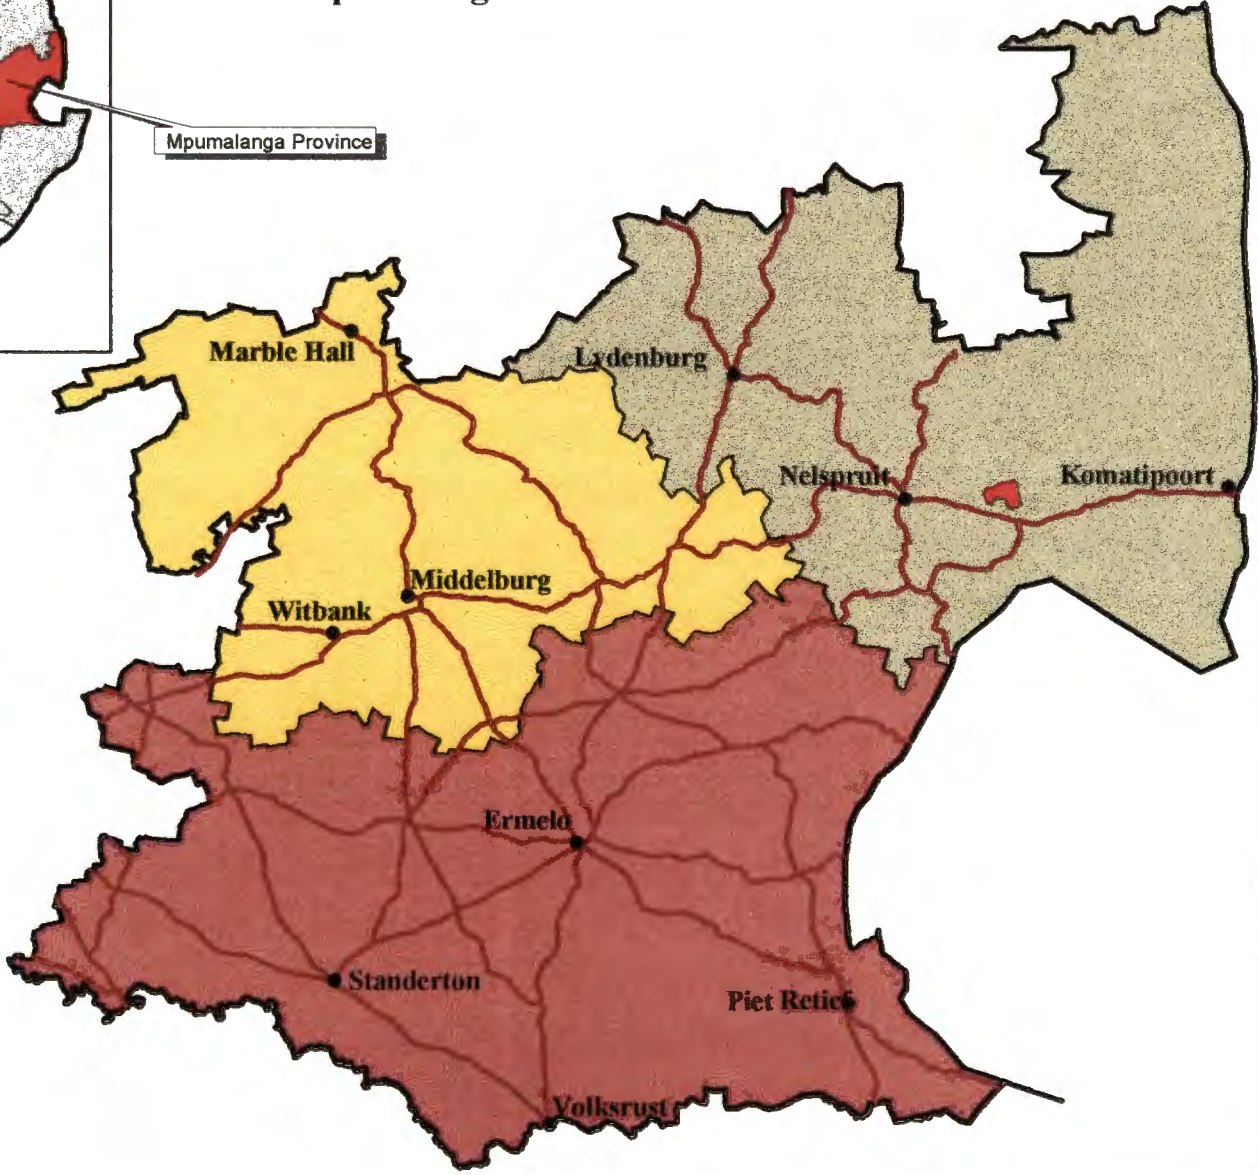 Mpumalanga Province
Marble Hall
Lydenburg
Nelspruit
Komatipoort
Middelburg
Witbank
Ermelo
Standerton
Piet Retief
Volksrust